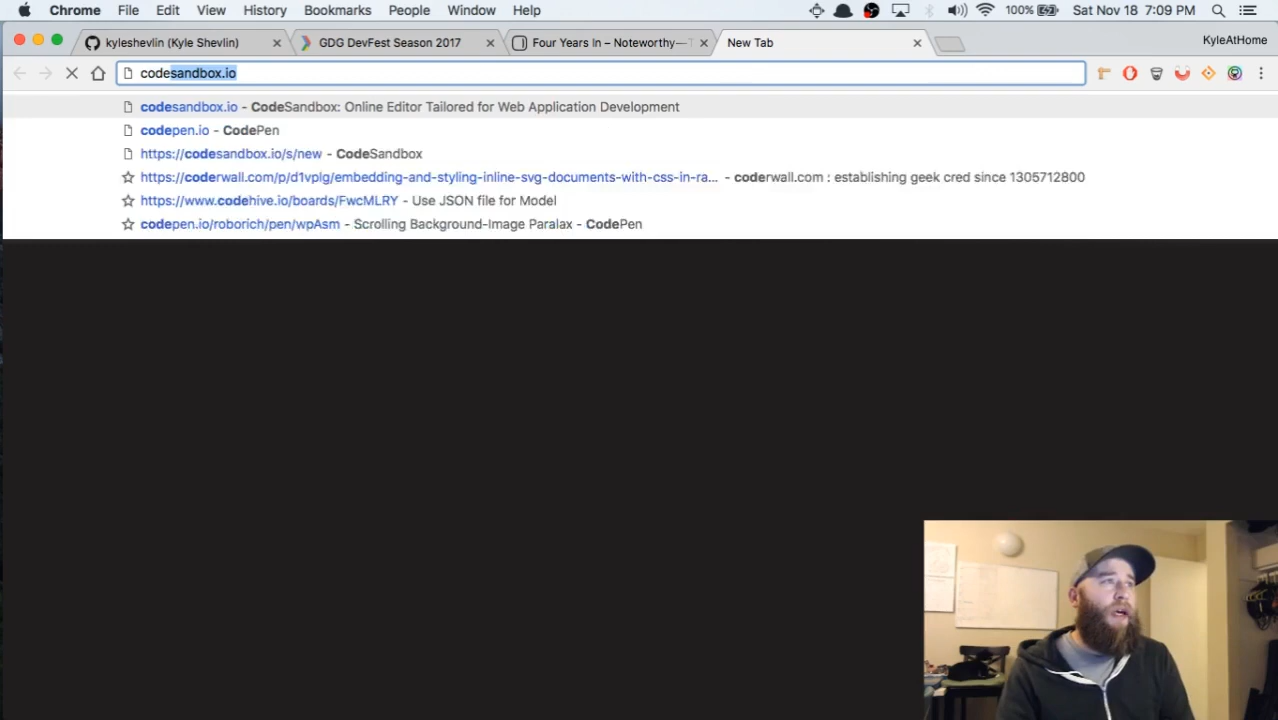 Chrome File Edit View History Bookmarks People Window Help 100% Sat Nov 18 7:09 PM
kyleshevlin (Kyle Shevlin) GDG DevFest Season 2017 Four Years In – Noteworthy— New Tab KyleAtHome
codesandbox.io
codesandbox.io - CodeSandbox: Online Editor Tailored for Web Application Development
codepen.io - CodePen
https://codesandbox.io/s/new - CodeSandbox
https://coderwall.com/p/d1vplg/embedding-and-styling-inline-svg-documents-with-css-in-ra... - coderwall.com : establishing geek cred since 1305712800
https://www.codehive.io/boards/FwcMLRY - Use JSON file for Model
codepen.io/roborich/pen/wpAsm - Scrolling Background-Image Paralax - CodePen